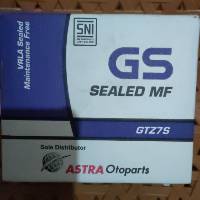 VRLA Sealed
Maintenance Free
SNI
GS
SEALED MF
GTZ7S
Sole Distributor
ASTRA Otoparts